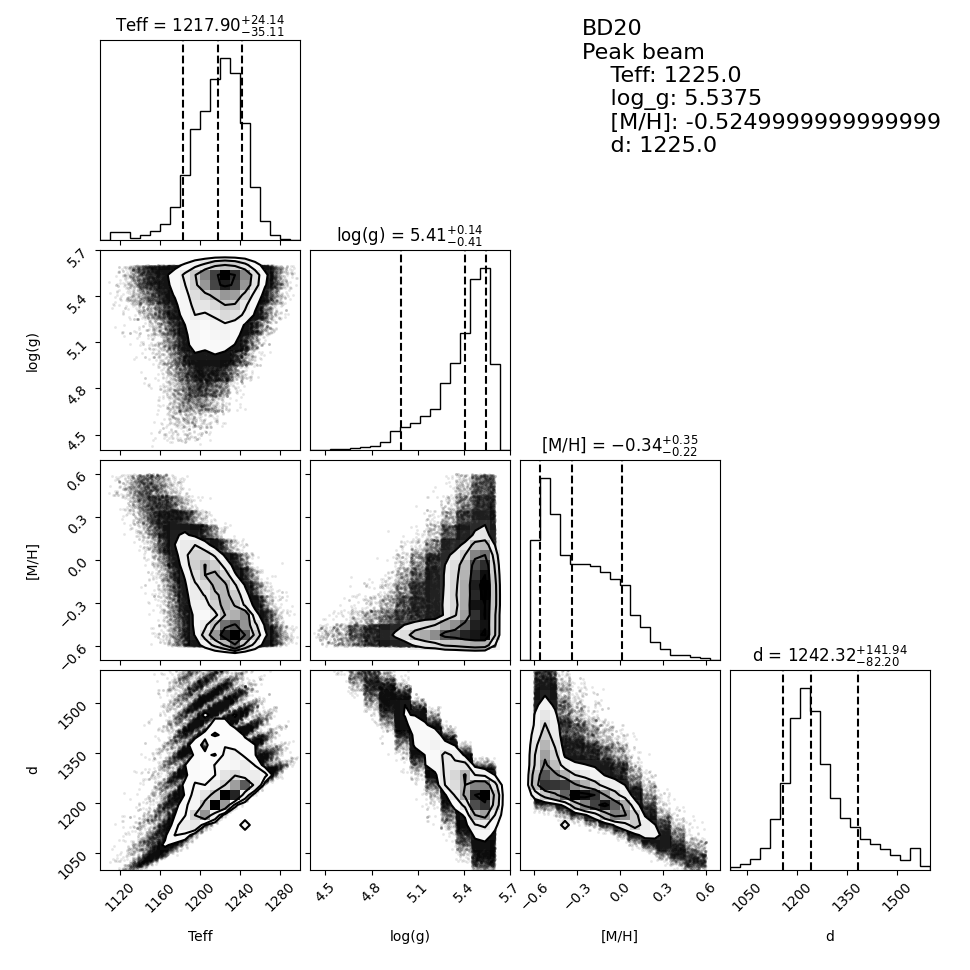 Teff = 1217.90+24.14 −35.11
BD20
Peak beam
Teff: 1225.0
log_g: 5.5375
[M/H]: -0.5249999999999999
d: 1225.0
log(g) = 5.41+0.14 −0.41
5.7
5.4
5.1
4.8
4.5
log(g)
[M/H] = −0.34+0.35 −0.22
0.6
0.3
0.0
−0.3
−0.6
[M/H]
d = 1242.32+141.94 −82.20
1500
1350
1200
1050
d
1120 1160 1200 1240 1280
4.5 4.8 5.1 5.4 5.7
−0.6 −0.3 0.0 0.3 0.6
1050 1200 1350 1500
Teff log(g) [M/H] d